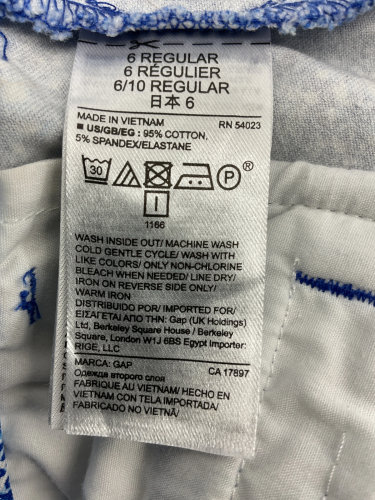 6 REGULAR
6 RÉGULIER
6/10 REGULAR
日本 6
MADE IN VIETNAM RN 54023
■ US/GB/EG: 95% COTTON,
5% SPANDEX/ELASTANE
30 P ®
I
1166
WASH INSIDE OUT/ MACHINE WASH
COLD GENTLE CYCLE/ WASH WITH
LIKE COLORS/ ONLY NON-CHLORINE
BLEACH WHEN NEEDED/ LINE DRY/
IRON ON REVERSE SIDE ONLY/
WARM IRON
DISTRIBUIDO POR/ IMPORTED FOR/
ΕΙΣΑΓΕΤΑΙ ΑΠΟ ΤΗΝ: Gap (UK Holdings)
Ltd, Berkeley Square House / Berkeley
Square, London W1J 6BS Egypt Importer:
RIGE, LLC
MARCA: GAP CA 17897
Одежда второго слоя
FABRIQUÉ AU VIETNAM/ HECHO EN
VIETNAM CON TELA IMPORTADA/
FABRICADO NO VIETNÃ/